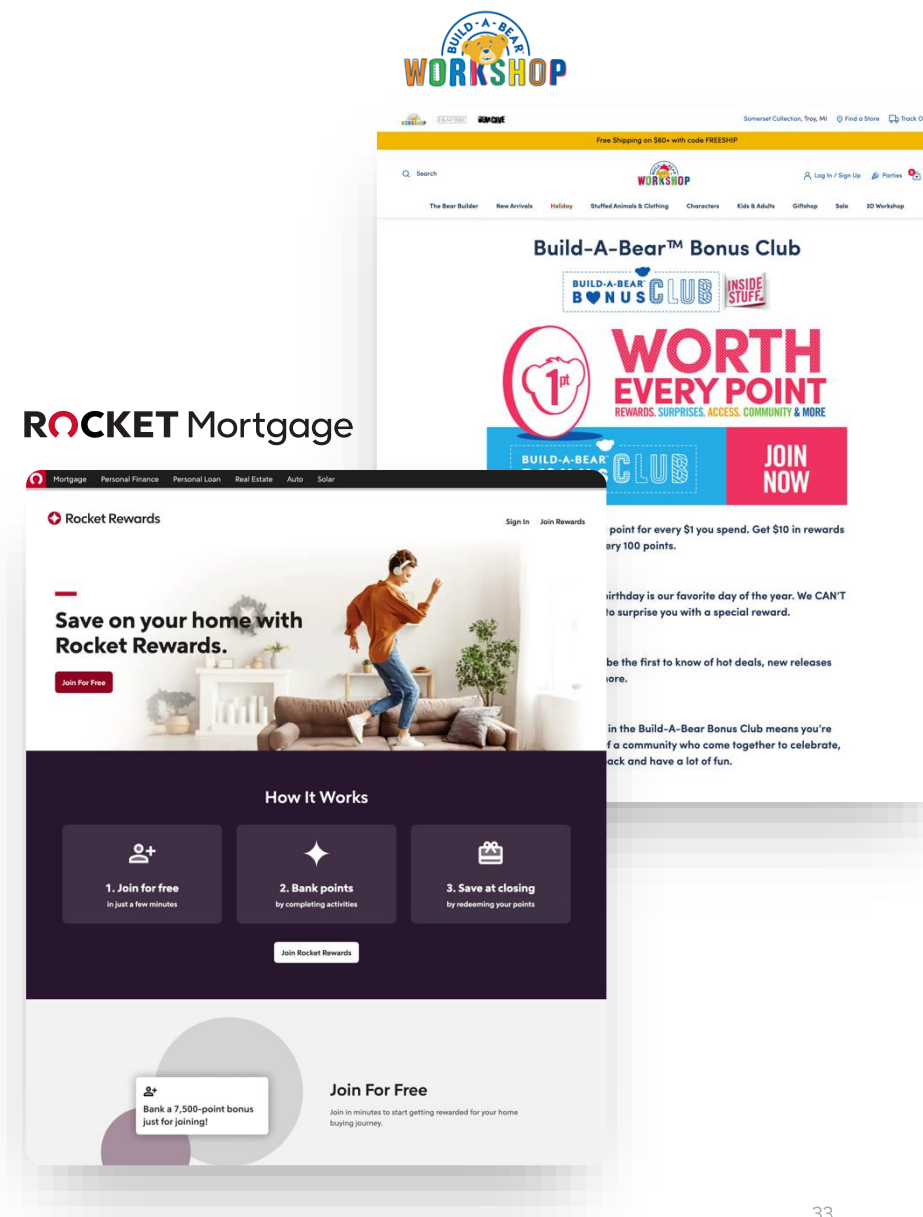 BUILD-A-BEAR
WORKSHOP
WORKSHOP
HEARTBOX
BEAR CAVE
Somerset Collection, Troy, MI
Find a Store
Track O
Free Shipping on $60+ with code FREESHIP
Search
WORKSHOP
Log In / Sign Up
Parties
0
The Bear Builder
New Arrivals
Holiday
Stuffed Animals & Clothing
Characters
Kids & Adults
Giftshop
Sale
3D Workshop
Build-A-Bear™ Bonus Club
BUILD-A-BEAR
BONUS CLUB
INSIDE
STUFF
1pt
WORTH
EVERY POINT
REWARDS. SURPRISES. ACCESS. COMMUNITY & MORE
BUILD-A-BEAR
CLUB
JOIN
NOW
point for every $1 you spend. Get $10 in rewards
ery 100 points.
birthday is our favorite day of the year. We CAN'T
to surprise you with a special reward.
be the first to know of hot deals, new releases
ore.
in the Build-A-Bear Bonus Club means you're
f a community who come together to celebrate,
ack and have a lot of fun.
ROCKET Mortgage
Mortgage
Personal Finance
Personal Loan
Real Estate
Auto
Solar
Rocket Rewards
Sign In
Join Rewards
Save on your home with
Rocket Rewards.
Join For Free
How It Works
1. Join for free
in just a few minutes
2. Bank points
by completing activities
3. Save at closing
by redeeming your points
Join Rocket Rewards
Bank a 7,500-point bonus
just for joining!
Join For Free
Join in minutes to start getting rewarded for your home
buying journey.
33